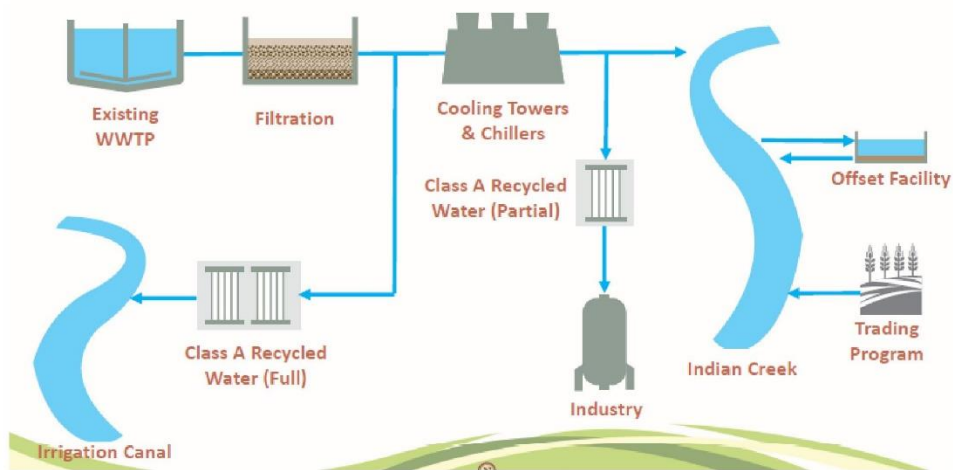 Existing
WWTP
Filtration
Cooling Towers
& Chillers
Class A Recycled
Water (Partial)
Offset Facility
Class A Recycled
Water (Full)
Trading
Program
Indian Creek
Industry
Irrigation Canal